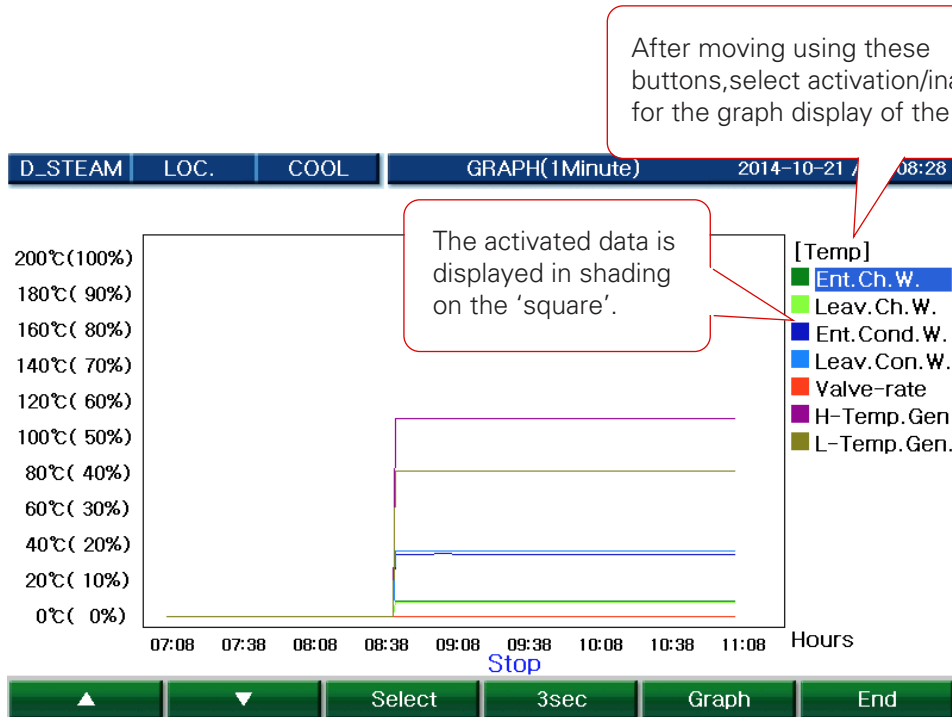 After moving using these
buttons,select activation/ina
for the graph display of the
D_STEAM LOC. COOL GRAPH(1Minute) 2014-10-21 / 08:28
The activated data is
displayed in shading
on the ‘square’.
[Temp]
Ent.Ch.W.
Leav.Ch.W.
Ent.Cond.W.
Leav.Con.W.
Valve-rate
H-Temp.Gen
L-Temp.Gen.
200℃(100%)
180℃( 90%)
160℃( 80%)
140℃( 70%)
120℃( 60%)
100℃( 50%)
80℃( 40%)
60℃( 30%)
40℃( 20%)
20℃( 10%)
0℃( 0%)
07:08 07:38 08:08 08:38 09:08 09:38 10:08 10:38 11:08 Hours
Stop
▲ ▼ Select 3sec Graph End